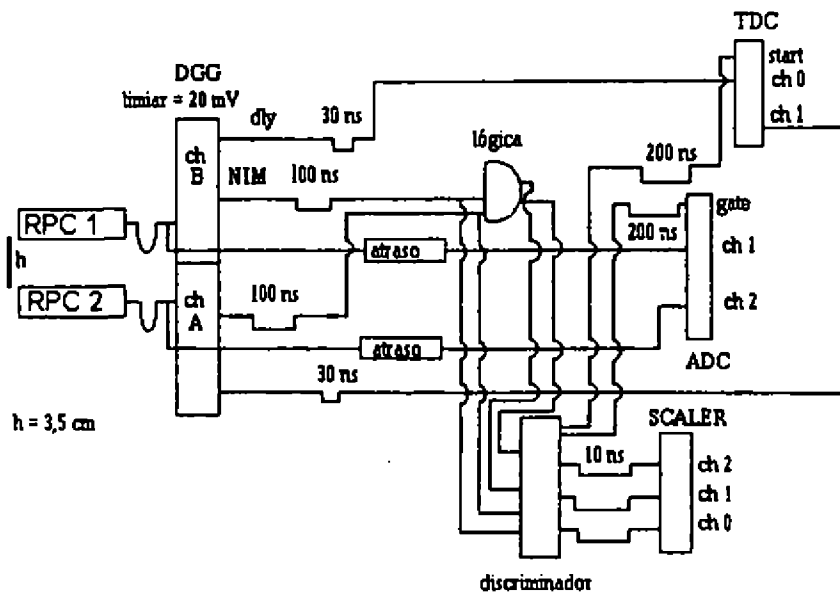 TDC
start
ch 0
ch 1
DGG
limiar = 20 mV
dly
30 ns
lógica
200 ns
ch B
NIM
100 ns
gate
RPC 1
200 ns
atraso
ch 1
h
RPC 2
ch A
100 ns
ch 2
atraso
ADC
30 ns
h = 3,5 cm
SCALER
10 ns
ch 2
ch 1
ch 0
discriminador